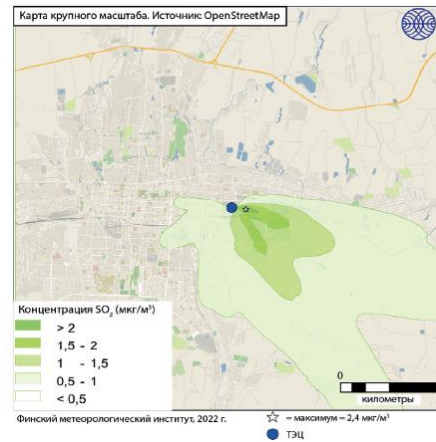 Карта крупного масштаба. Источник: OpenStreetMap
Концентрация SO₂ (мкг/м³)
> 2
1,5 - 2
1 - 1,5
0,5 - 1
< 0,5
0
километры
Финский метеорологический институт, 2022 г.
= максимум = 2,4 мкг/м³
ТЭЦ